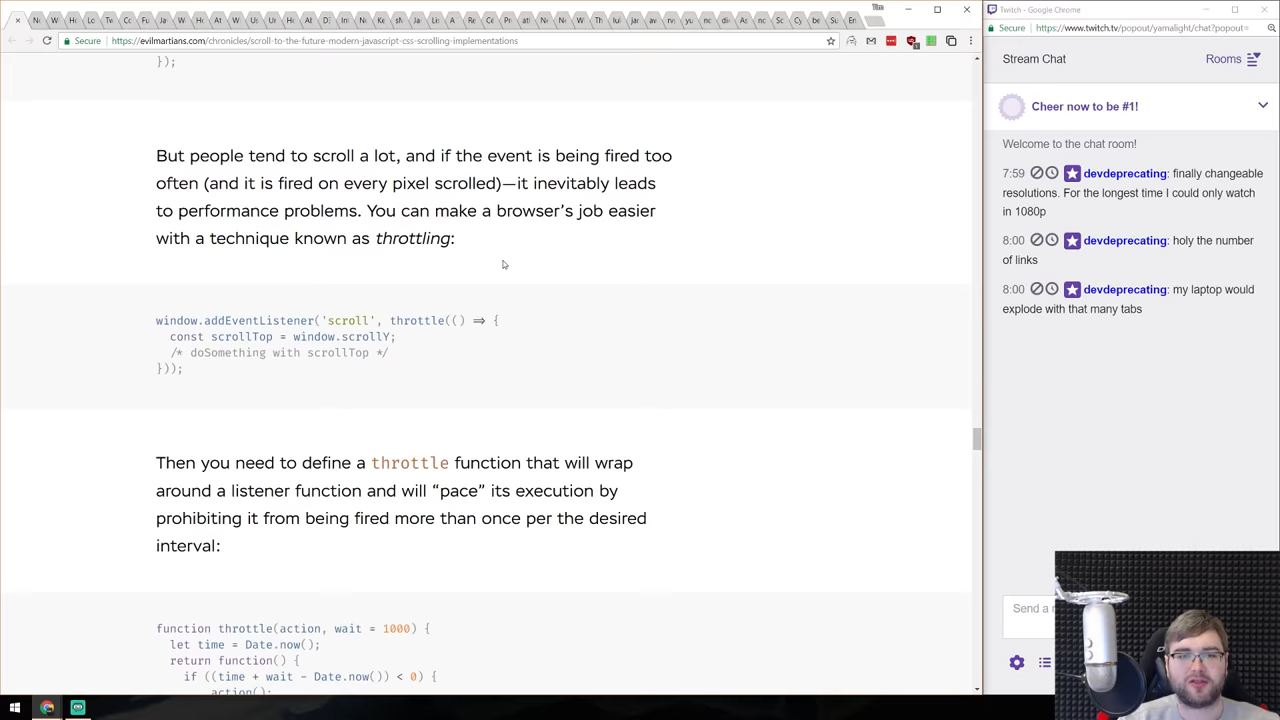 Tim
Twitch - Google Chrome
Secure
https://evilmartians.com/chronicles/scroll-to-the-future-modern-javascript-css-scrolling-implementations
Secure
https://www.twitch.tv/popout/yamalight/chat?popout=
});
But people tend to scroll a lot, and if the event is being fired too
often (and it is fired on every pixel scrolled)—it inevitably leads
to performance problems. You can make a browser’s job easier
with a technique known as throttling:
window.addEventListener('scroll', throttle(() => {
const scrollTop = window.scrollY;
/* doSomething with scrollTop */
}));
Then you need to define a throttle function that will wrap
around a listener function and will “pace” its execution by
prohibiting it from being fired more than once per the desired
interval:
function throttle(action, wait = 1000) {
let time = Date.now();
return function() {
if ((time + wait - Date.now()) < 0) {
action();
Stream Chat
Rooms
Cheer now to be #1!
Welcome to the chat room!
7:59 devdeprecating: finally changeable
resolutions. For the longest time I could only watch
in 1080p
8:00 devdeprecating: holy the number
of links
8:00 devdeprecating: my laptop would
explode with that many tabs
Send a